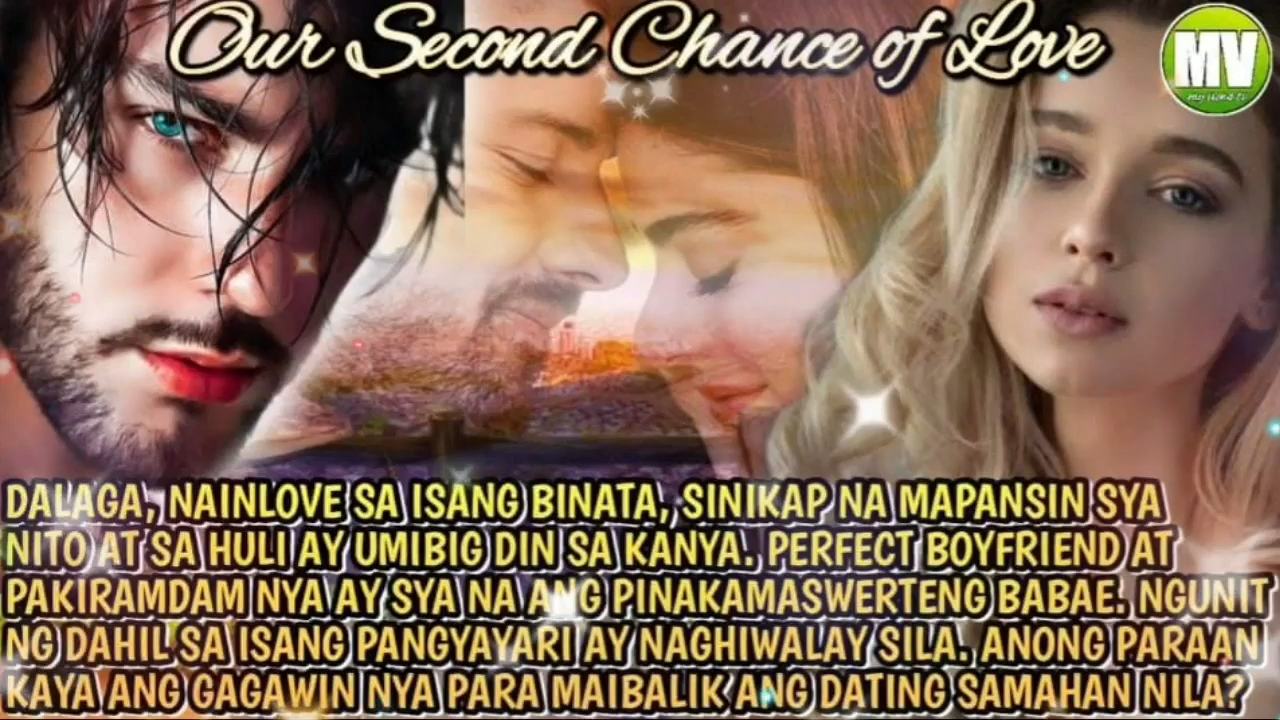 Our Second Chance of Love
MV
DALAGA, NAINLOVE SA ISANG BINATA, SINIKAP NA MAPANSIN SYA
NITO AT SA HULI AY UMIBIG DIN SA KANYA. PERFECT BOYFRIEND AT
PAKIRAMDAM NYA AY SYA NA ANG PINAKAMASWERTENG BABAE. NGUNIT
NG DAHIL SA ISANG PANGYAYARI AY NAGHIWALAY SILA. ANONG PARAAN
KAYA ANG GAGAWIN NYA PARA MAIBALIK ANG DATING SAMAHAN NILA?